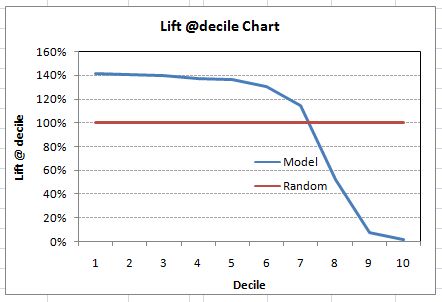 Lift @decile Chart
160%
140%
120%
100%
80%
60%
40%
20%
0%
Lift @ decile
Model
Random
1 2 3 4 5 6 7 8 9 10
Decile